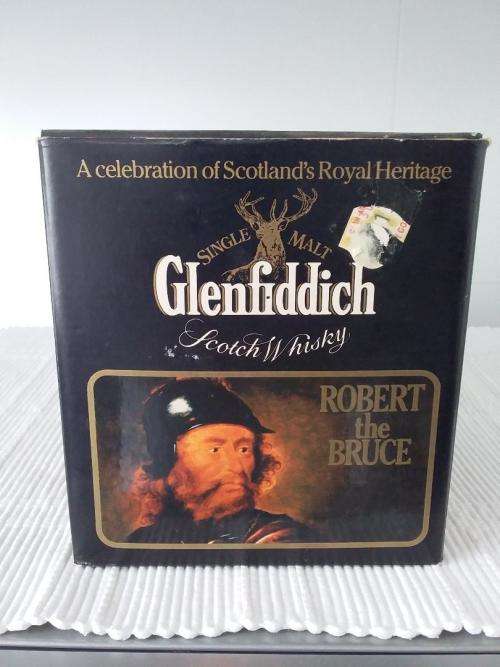 A celebration of Scotland's Royal Heritage
SINGLE MALT
Glenfiddich
Scotch Whisky
ROBERT
the
BRUCE